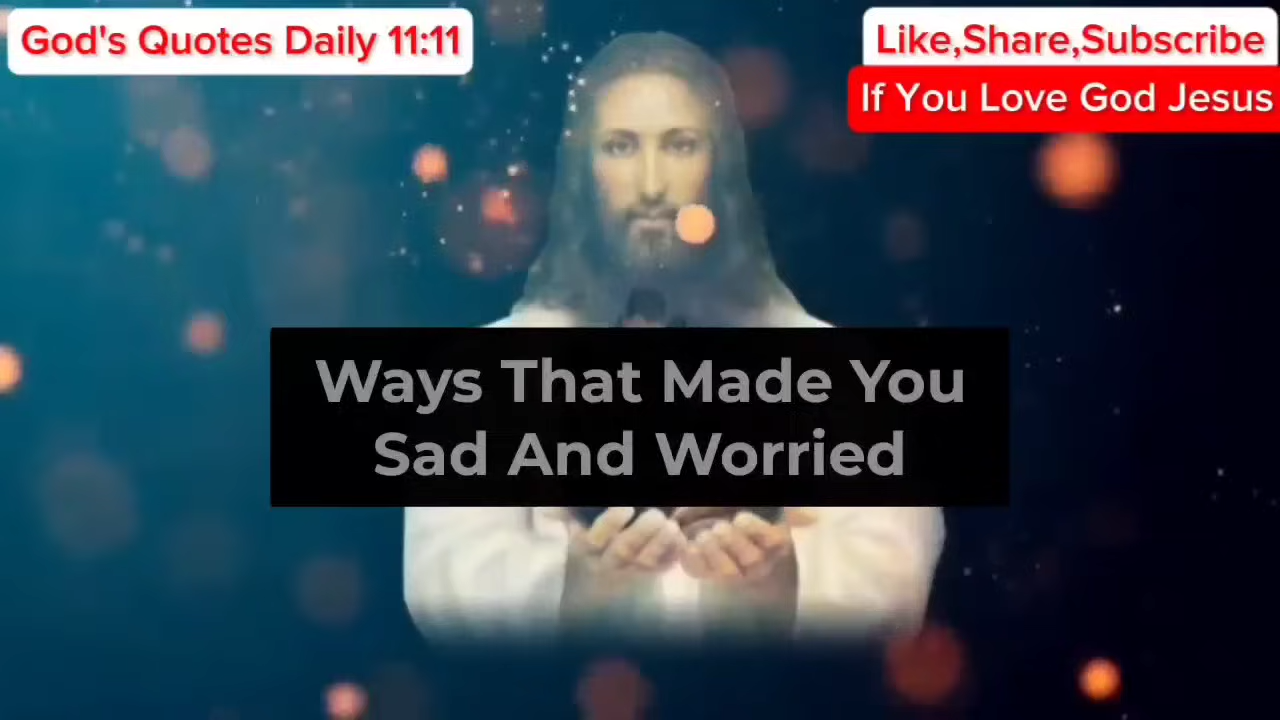 God's Quotes Daily 11:11
Like,Share,Subscribe
If You Love God Jesus
Ways That Made You
Sad And Worried